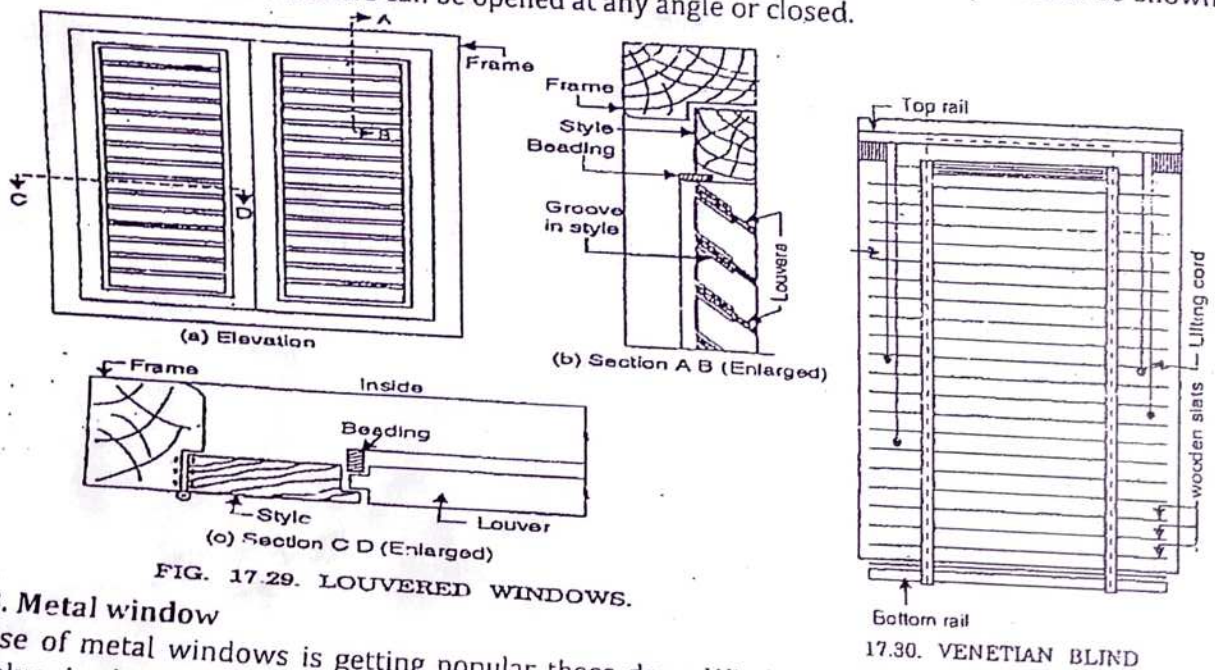 can be opened at any angle or closed.
shown
A
Frame
B
C
D
(a) Elevation
Frame
Style
Beading
Groove
in style
Louvers
(b) Section A B (Enlarged)
Top rail
Lifting cord
wooden slats
Bottom rail
17.30. VENETIAN BLIND
Frame
Inside
Beading
Style
Louver
(c) Section C D (Enlarged)
FIG. 17.29. LOUVERED WINDOWS.
. Metal window
se of metal windows is getting popular these